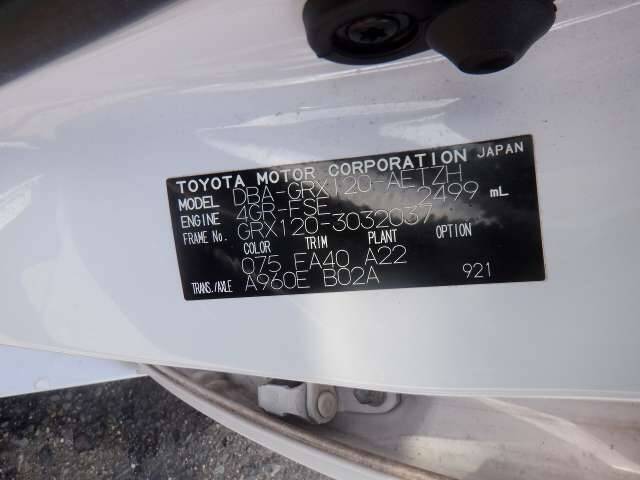 TOYOTA MOTOR CORPORATION JAPAN
MODEL DBA-GRX120-AETZH
ENGINE 4GR-FSE 2499 mL
FRAME No. GRX120-3032037
COLOR TRIM PLANT OPTION
075 FA40 A22
TRANS./AXLE A960E B02A 921